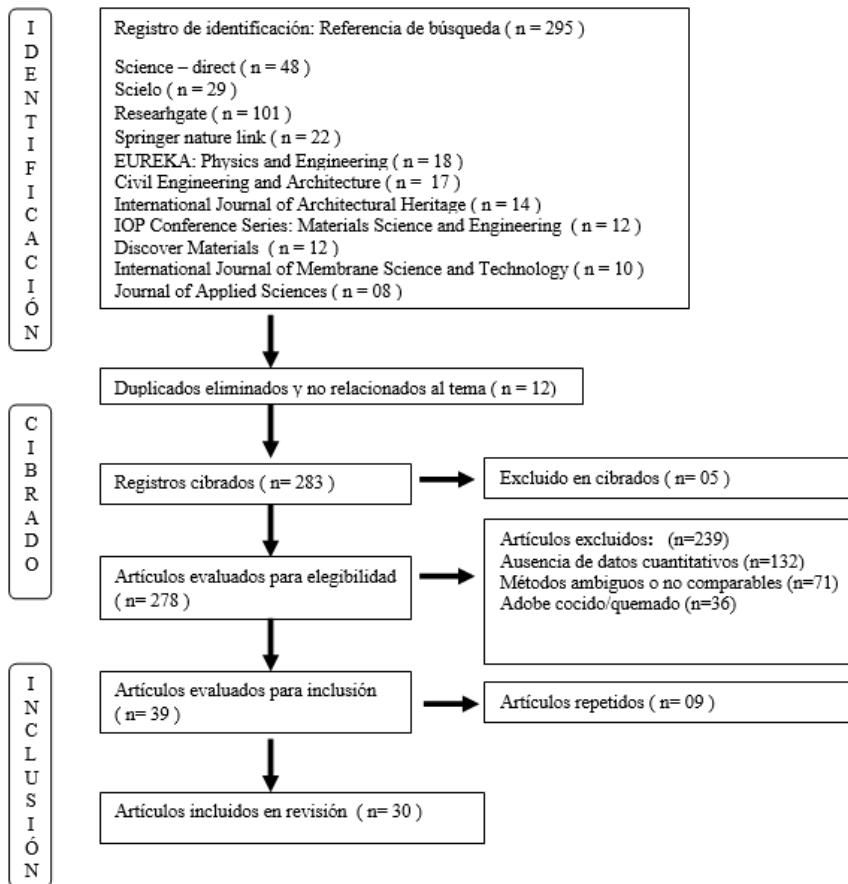 IDENTIFICACIÓN
Registro de identificación: Referencia de búsqueda ( n = 295 )
Science – direct ( n = 48 )
Scielo ( n = 29 )
Researhgate ( n = 101 )
Springer nature link ( n = 22 )
EUREKA: Physics and Engineering ( n = 18 )
Civil Engineering and Architecture ( n = 17 )
International Journal of Architectural Heritage ( n = 14 )
IOP Conference Series: Materials Science and Engineering ( n = 12 )
Discover Materials ( n = 12 )
International Journal of Membrane Science and Technology ( n = 10 )
Journal of Applied Sciences ( n = 08 )
Duplicados eliminados y no relacionados al tema ( n = 12)
CIBRADO
Registros cibrados ( n= 283 )
Excluido en cibrados ( n= 05 )
Artículos evaluados para elegibilidad
( n= 278 )
Artículos excluidos: (n=239)
Ausencia de datos cuantitativos (n=132)
Métodos ambiguos o no comparables (n=71)
Adobe cocido/quemado (n=36)
INCLUSIÓN
Artículos evaluados para inclusión
( n= 39 )
Artículos repetidos ( n= 09 )
Artículos incluidos en revisión ( n= 30 )